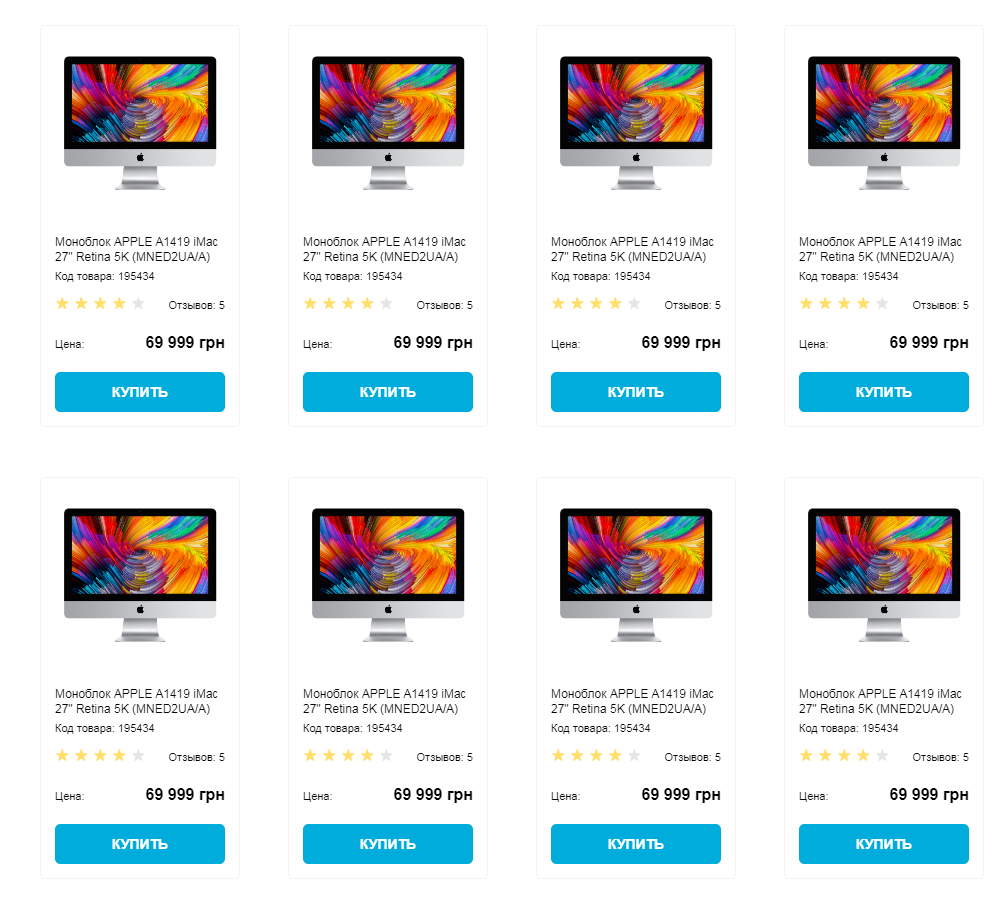 Моноблок APPLE A1419 iMac
27" Retina 5K (MNED2UA/A)
Код товара: 195434
Отзывов: 5
Цена: 69 999 грн
КУПИТЬ
Моноблок APPLE A1419 iMac
27" Retina 5K (MNED2UA/A)
Код товара: 195434
Отзывов: 5
Цена: 69 999 грн
КУПИТЬ
Моноблок APPLE A1419 iMac
27" Retina 5K (MNED2UA/A)
Код товара: 195434
Отзывов: 5
Цена: 69 999 грн
КУПИТЬ
Моноблок APPLE A1419 iMac
27" Retina 5K (MNED2UA/A)
Код товара: 195434
Отзывов: 5
Цена: 69 999 грн
КУПИТЬ
Моноблок APPLE A1419 iMac
27" Retina 5K (MNED2UA/A)
Код товара: 195434
Отзывов: 5
Цена: 69 999 грн
КУПИТЬ
Моноблок APPLE A1419 iMac
27" Retina 5K (MNED2UA/A)
Код товара: 195434
Отзывов: 5
Цена: 69 999 грн
КУПИТЬ
Моноблок APPLE A1419 iMac
27" Retina 5K (MNED2UA/A)
Код товара: 195434
Отзывов: 5
Цена: 69 999 грн
КУПИТЬ
Моноблок APPLE A1419 iMac
27" Retina 5K (MNED2UA/A)
Код товара: 195434
Отзывов: 5
Цена: 69 999 грн
КУПИТЬ